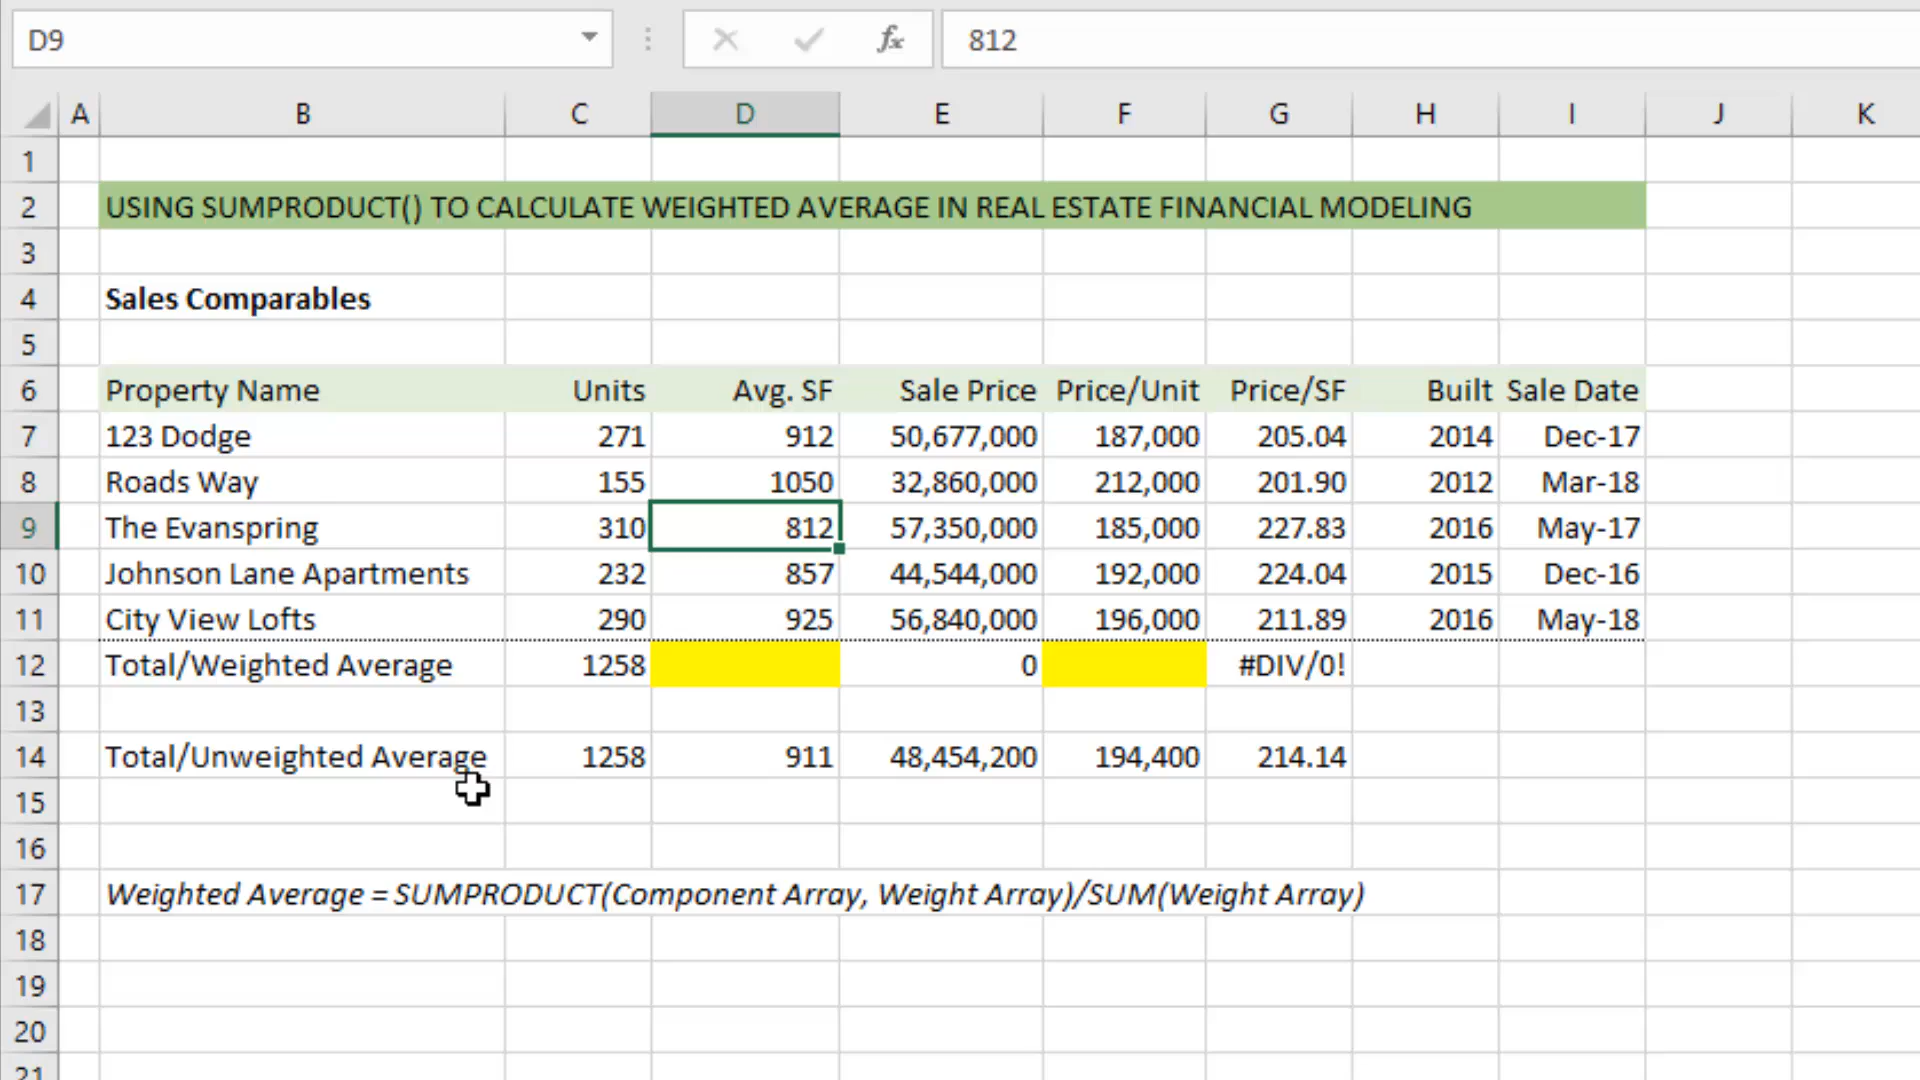 D9 fx 812
A B C D E F G H I J K
1
2 USING SUMPRODUCT() TO CALCULATE WEIGHTED AVERAGE IN REAL ESTATE FINANCIAL MODELING
3
4 Sales Comparables
5
6 Property Name Units Avg. SF Sale Price Price/Unit Price/SF Built Sale Date
7 123 Dodge 271 912 50,677,000 187,000 205.04 2014 Dec-17
8 Roads Way 155 1050 32,860,000 212,000 201.90 2012 Mar-18
9 The Evanspring 310 812 57,350,000 185,000 227.83 2016 May-17
10 Johnson Lane Apartments 232 857 44,544,000 192,000 224.04 2015 Dec-16
11 City View Lofts 290 925 56,840,000 196,000 211.89 2016 May-18
12 Total/Weighted Average 1258 0 #DIV/0!
13
14 Total/Unweighted Average 1258 911 48,454,200 194,400 214.14
15
16
17 Weighted Average = SUMPRODUCT(Component Array, Weight Array)/SUM(Weight Array)
18
19
20
21